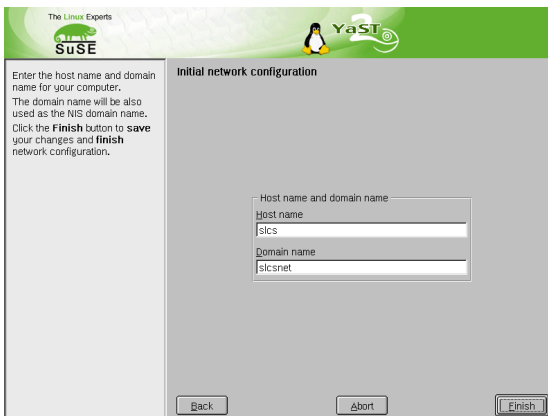 The Linux Experts
SuSE
YaST2
Enter the host name and domain
name for your computer.
The domain name will be also
used as the NIS domain name.
Click the Finish button to save
your changes and finish
network configuration.
Initial network configuration
Host name and domain name
Host name
slcs
Domain name
slcsnet
Back
Abort
Finish